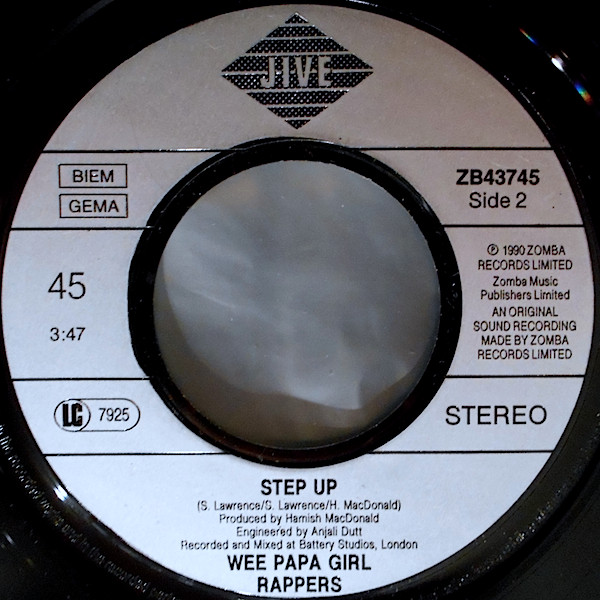 JIVE
BIEM
GEMA
ZB43745
Side 2
45
3:47
℗ 1990 ZOMBA
RECORDS LIMITED
Zomba Music
Publishers Limited
AN ORIGINAL
SOUND RECORDING
MADE BY ZOMBA
RECORDS LIMITED
LC 7925
STEREO
STEP UP
(S. Lawrence/S. Lawrence/H. MacDonald)
Produced by Hamish MacDonald
Engineered by Anjali Dutt
Recorded and Mixed at Battery Studios, London
WEE PAPA GIRL
RAPPERS